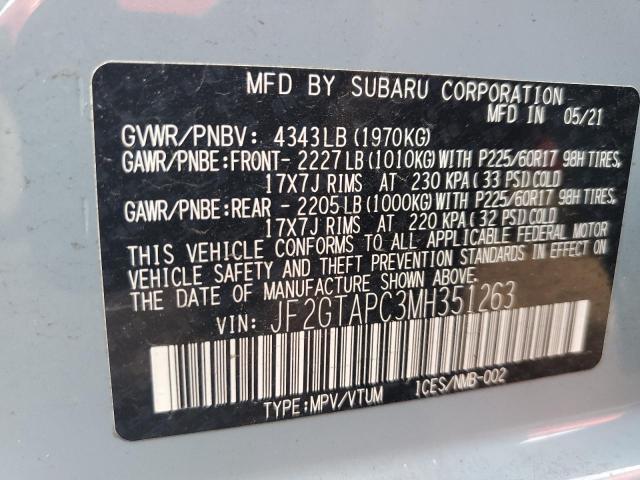 MFD BY SUBARU CORPORATION
MFD IN 05/21
GVWR/PNBV: 4343LB (1970KG)
GAWR/PNBE:FRONT- 2227LB (1010KG) WITH P225/60R17 98H TIRES,
17X7J RIMS AT 230 KPA ( 33 PSI) COLD
GAWR/PNBE:REAR - 2205LB (1000KG) WITH P225/60R17 98H TIRES,
17X7J RIMS AT 220 KPA ( 32 PSI) COLD
THIS VEHICLE CONFORMS TO ALL APPLICABLE FEDERAL MOTOR
VEHICLE SAFETY AND THEFT PREVENTION STANDARDS IN EFFECT ON
THE DATE OF MANUFACTURE SHOWN ABOVE.
VIN: JF2GTAPC3MH351263
TYPE:MPV/VTUM ICES/NMB-002